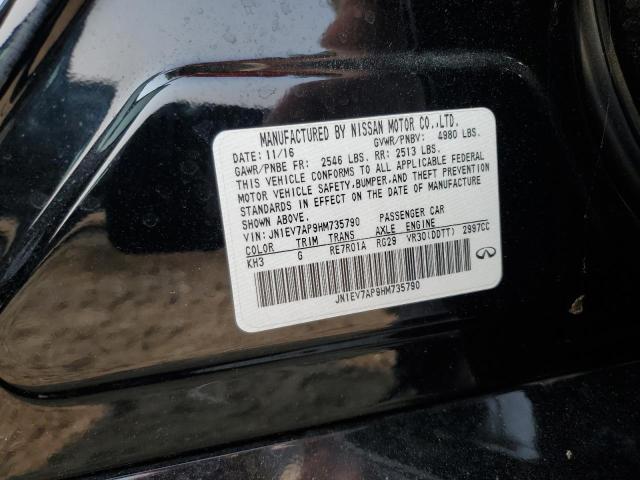 MANUFACTURED BY NISSAN MOTOR CO.,LTD.
DATE: 11/16 GVWR/PNBV: 4980 LBS.
GAWR/PNBE FR: 2546 LBS. RR: 2513 LBS.
THIS VEHICLE CONFORMS TO ALL APPLICABLE FEDERAL
MOTOR VEHICLE SAFETY,BUMPER,AND THEFT PREVENTION
STANDARDS IN EFFECT ON THE DATE OF MANUFACTURE
SHOWN ABOVE.
VIN: JN1EV7AP9HM735790 PASSENGER CAR
COLOR TRIM TRANS AXLE ENGINE
KH3 G RE7R01A RG29 VR30(DDTT) 2997CC
JN1EV7AP9HM735790